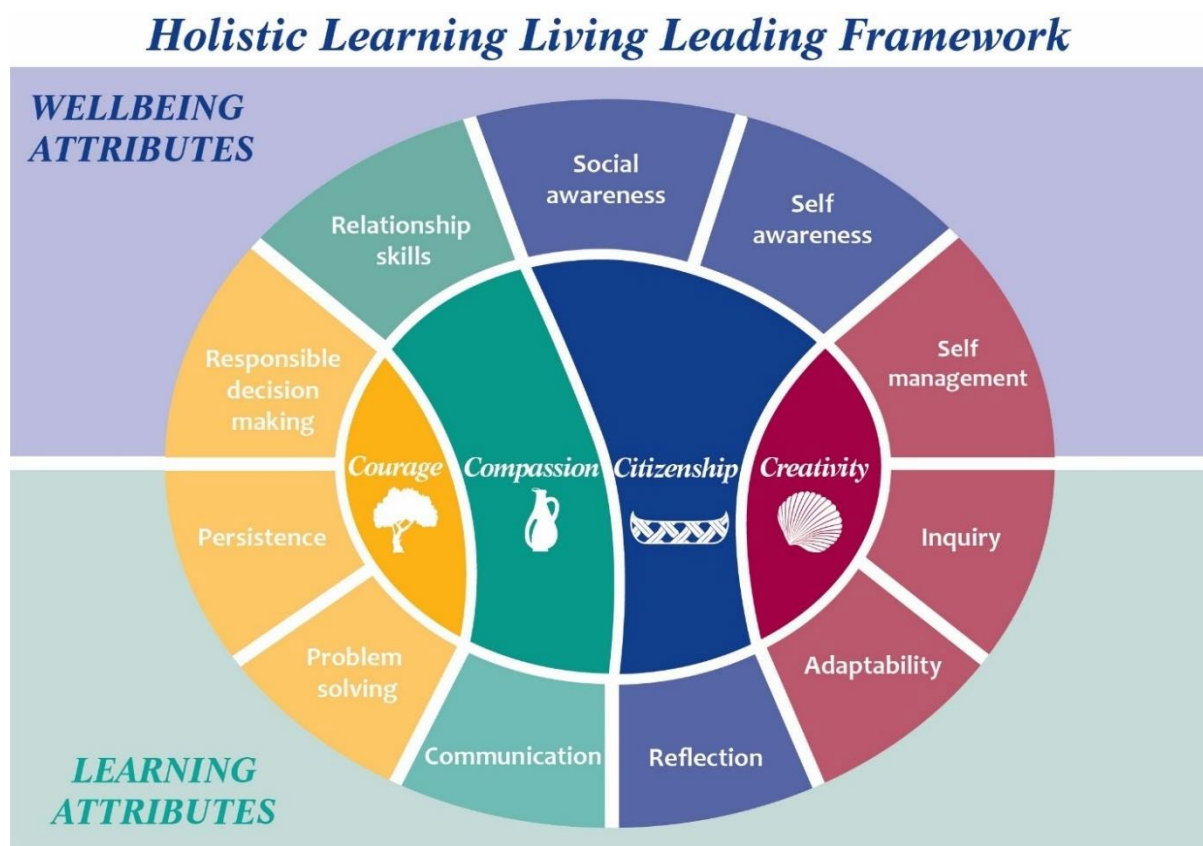 Holistic Learning Living Leading Framework
WELLBEING
ATTRIBUTES
Social
awareness
Self
awareness
Relationship
skills
Self
management
Responsible
decision
making
Courage
Compassion
Citizenship
Creativity
Persistence
Inquiry
Problem
solving
Adaptability
Communication
Reflection
LEARNING
ATTRIBUTES